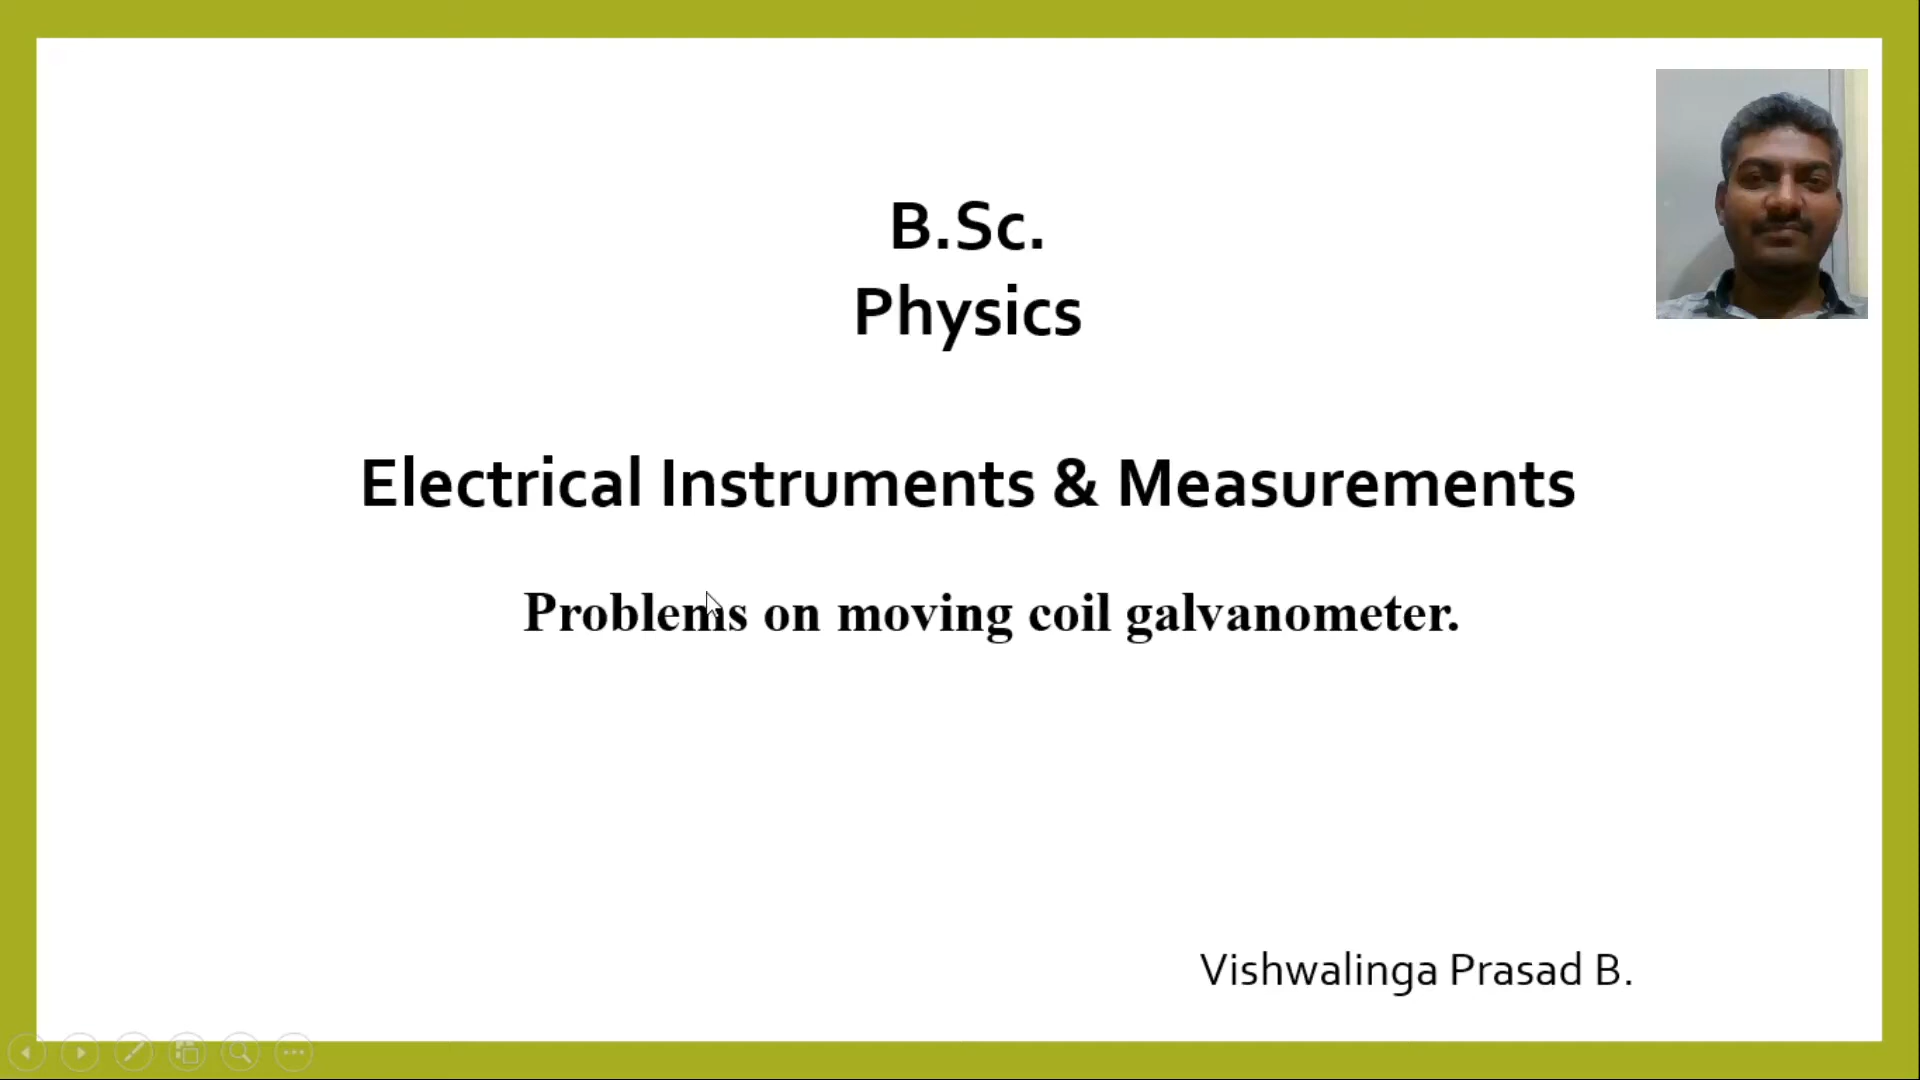 B.Sc.
Physics
Electrical Instruments & Measurements
Problems on moving coil galvanometer.
Vishwalinga Prasad B.